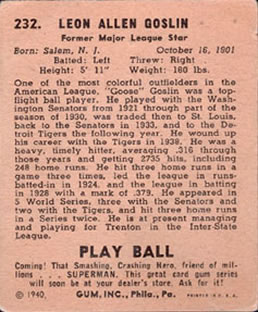 232. LEON ALLEN GOSLIN
Former Major League Star
Born: Salem, N. J. October 16, 1901
Batted: Left Threw: Right
Height: 5' 11" Weight: 180 lbs.
One of the most colorful outfielders in the
American League, "Goose" Goslin was a top-
flight ball player. He played with the Wash-
ington Senators from 1921 through part of the
season of 1930, was traded then to St. Louis,
back to the Senators in 1933, and to the
Detroit Tigers the following year. He wound up
his career with the Tigers in 1938. He was a
heavy, timely hitter, averaging .316 through
those years and getting 2735 hits, including
248 home runs. He hit three home runs in a
game three times, led the league in runs-
batted-in in 1924, and the league in batting
in 1928 with a mark of .379. He appeared in
5 World Series, three with the Senators and
two with the Tigers, and hit three home runs
in a Series twice. He is at present managing
and playing for Trenton in the Inter-State
League.
PLAY BALL
Coming! That Smashing, Crashing Hero, friend of mil-
lions . . . SUPERMAN. This great card gum series
will soon be at your dealer's store. Ask for it!
© 1940, GUM, INC., Phila., Pa. PRINTED IN U. S. A.